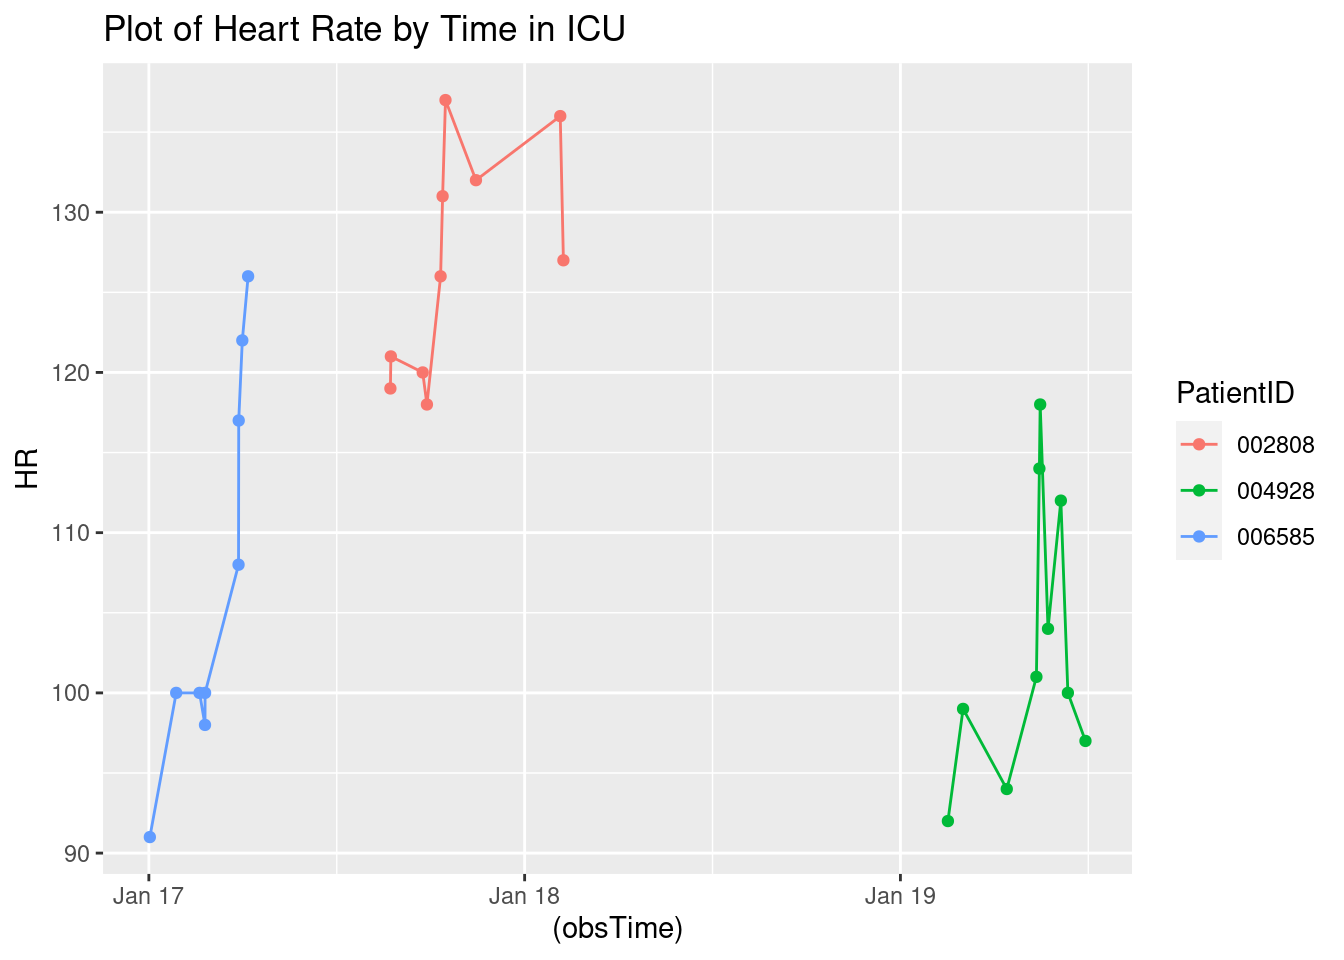 Plot of Heart Rate by Time in ICU
HR
130
120
110
100
90
Jan 17
Jan 18
Jan 19
(obsTime)
PatientID
002808
004928
006585